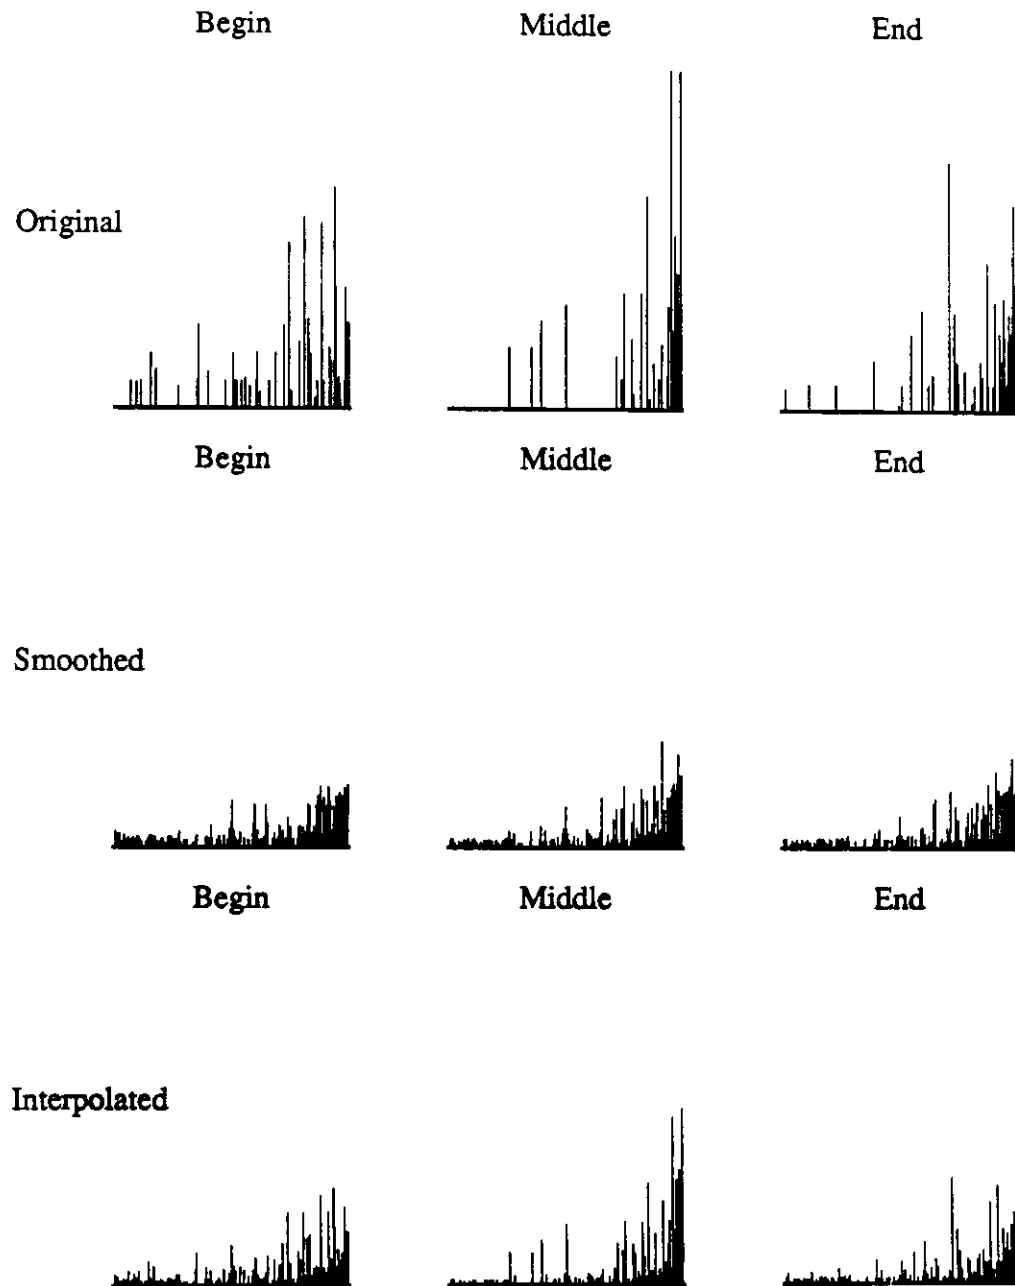 Begin Middle End
Original
Begin Middle End
Smoothed
Begin Middle End
Interpolated